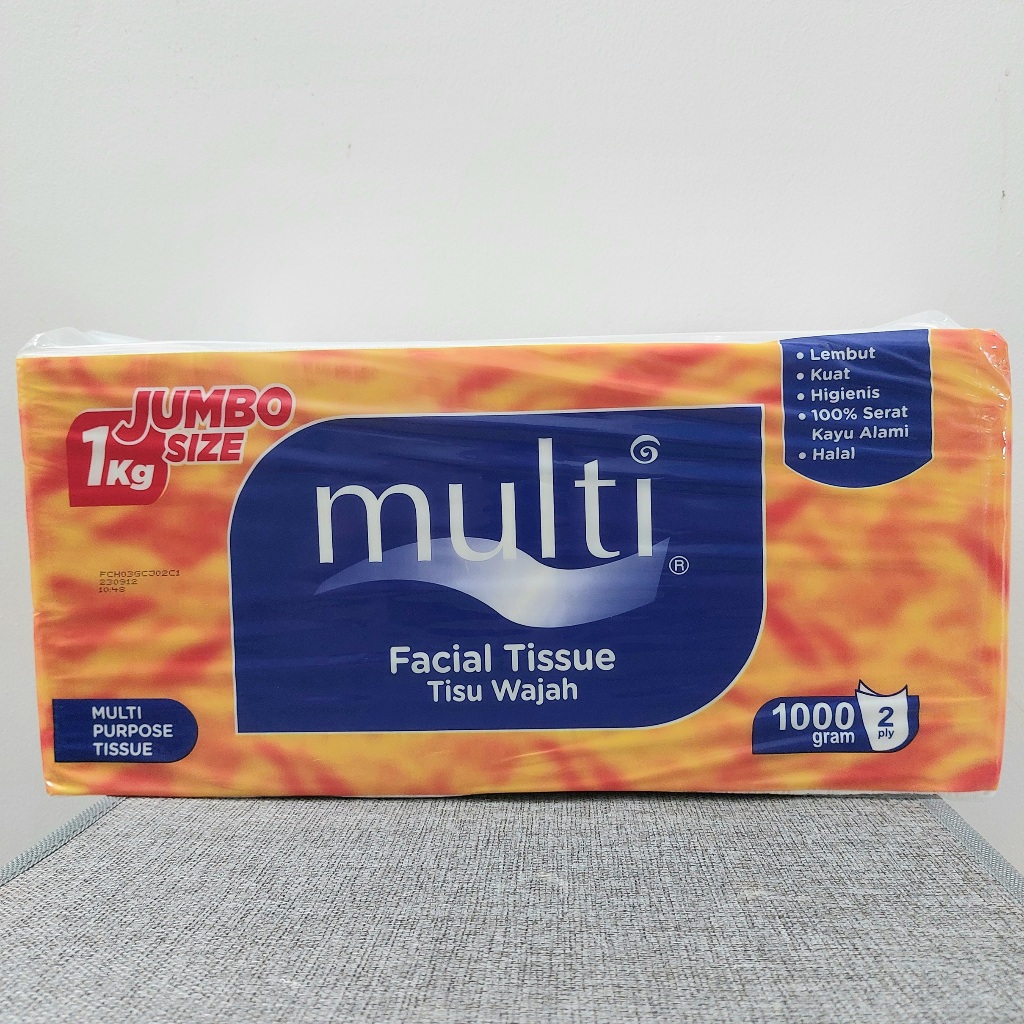 JUMBO
SIZE
1Kg
• Lembut
• Kuat
• Higienis
• 100% Serat
Kayu Alami
• Halal
multi®
FCH03GCJ02C1
230912
10:48
Facial Tissue
Tisu Wajah
MULTI
PURPOSE
TISSUE
1000
gram
2
ply